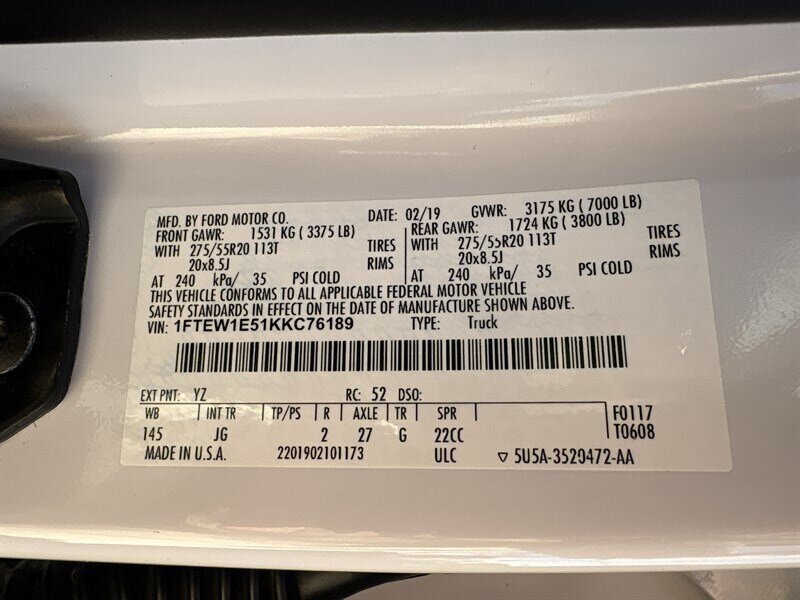 MFD. BY FORD MOTOR CO. DATE: 02/19 GVWR: 3175 KG ( 7000 LB)
FRONT GAWR: 1531 KG ( 3375 LB) REAR GAWR: 1724 KG ( 3800 LB)
WITH 275/55R20 113T TIRES WITH 275/55R20 113T TIRES
20x8.5J RIMS 20x8.5J RIMS
AT 240 kPa/ 35 PSI COLD AT 240 kPa/ 35 PSI COLD
THIS VEHICLE CONFORMS TO ALL APPLICABLE FEDERAL MOTOR VEHICLE
SAFETY STANDARDS IN EFFECT ON THE DATE OF MANUFACTURE SHOWN ABOVE.
VIN: 1FTEW1E51KKC76189 TYPE: Truck
EXT PNT: YZ RC: 52 DSO:
WB INT TR TP/PS R AXLE TR SPR F0117
145 JG 2 27 G 22CC T0608
MADE IN U.S.A. 2201902101173 ULC ▽ 5U5A-3520472-AA